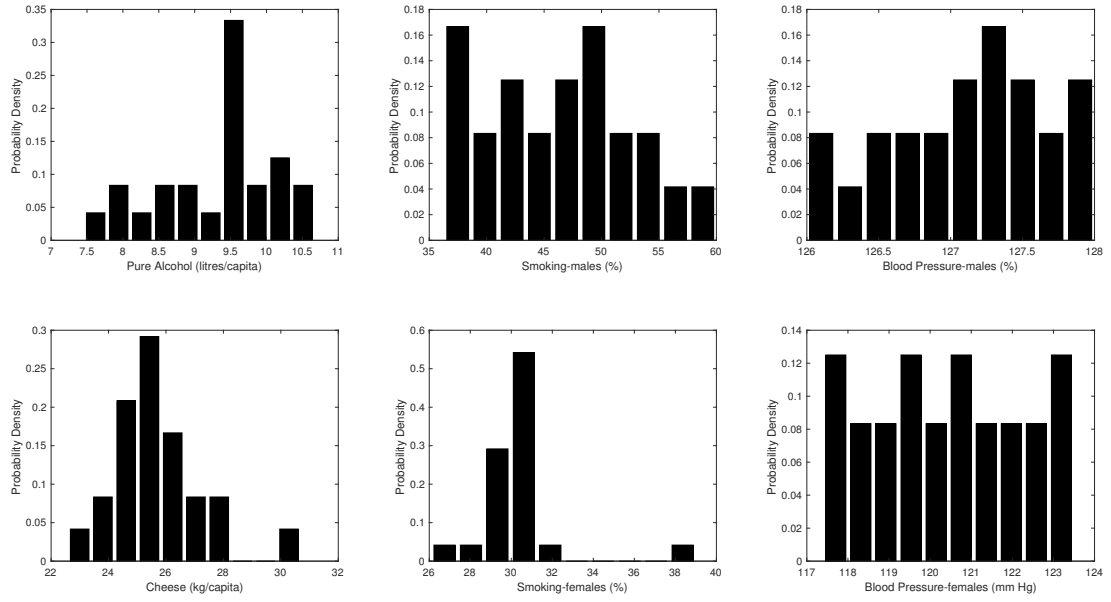 0.35
0.3
0.25
0.2
0.15
0.1
0.05
0
Probability Density
7 7.5 8 8.5 9 9.5 10 10.5 11
Pure Alcohol (litres/capita)
0.18
0.16
0.14
0.12
0.1
0.08
0.06
0.04
0.02
0
Probability Density
35 40 45 50 55 60
Smoking-males (%)
0.18
0.16
0.14
0.12
0.1
0.08
0.06
0.04
0.02
0
Probability Density
126 126.5 127 127.5 128
Blood Pressure-males (%)
0.3
0.25
0.2
0.15
0.1
0.05
0
Probability Density
22 24 26 28 30 32
Cheese (kg/capita)
0.6
0.5
0.4
0.3
0.2
0.1
0
Probability Density
26 28 30 32 34 36 38 40
Smoking-females (%)
0.14
0.12
0.1
0.08
0.06
0.04
0.02
0
Probability Density
117 118 119 120 121 122 123 124
Blood Pressure-females (mm Hg)